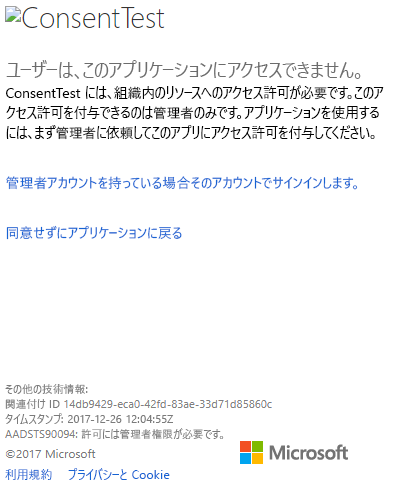 ConsentTest
ユーザーは、このアプリケーションにアクセスできません。
ConsentTest には、組織内のリソースへのアクセス許可が必要です。このア
クセス許可を付与できるのは管理者のみです。アプリケーションを使用する
には、まず管理者に依頼してこのアプリにアクセス許可を付与してください。
管理者アカウントを持っている場合そのアカウントでサインインします。
同意せずにアプリケーションに戻る
その他の技術情報:
関連付け ID 14db9429-eca0-42fd-83ae-33d71d85860c
タイムスタンプ: 2017-12-26 12:04:55Z
AADSTS90094: 許可には管理者権限が必要です。
©2017 Microsoft
Microsoft
利用規約 プライバシーと Cookie